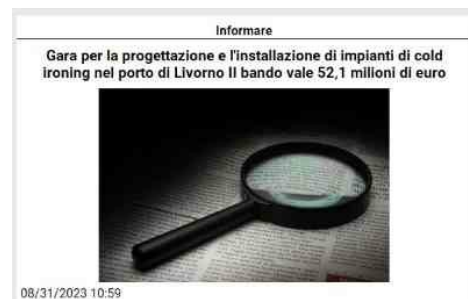 Informare
Gara per la progettazione e l'installazione di impianti di cold
ironing nel porto di Livorno Il bando vale 52,1 milioni di euro
08/31/2023 10:59